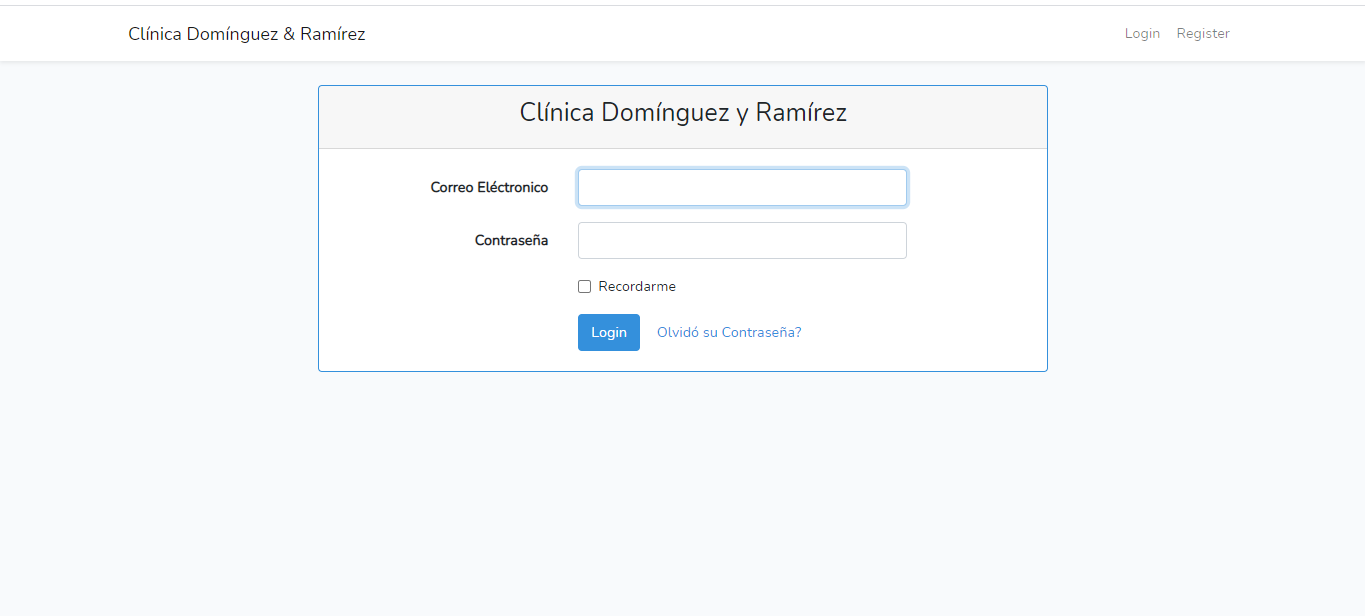 Clínica Domínguez & Ramírez
Login Register
Clínica Domínguez y Ramírez
Correo Eléctronico
Contraseña
Recordarme
Login Olvidó su Contraseña?